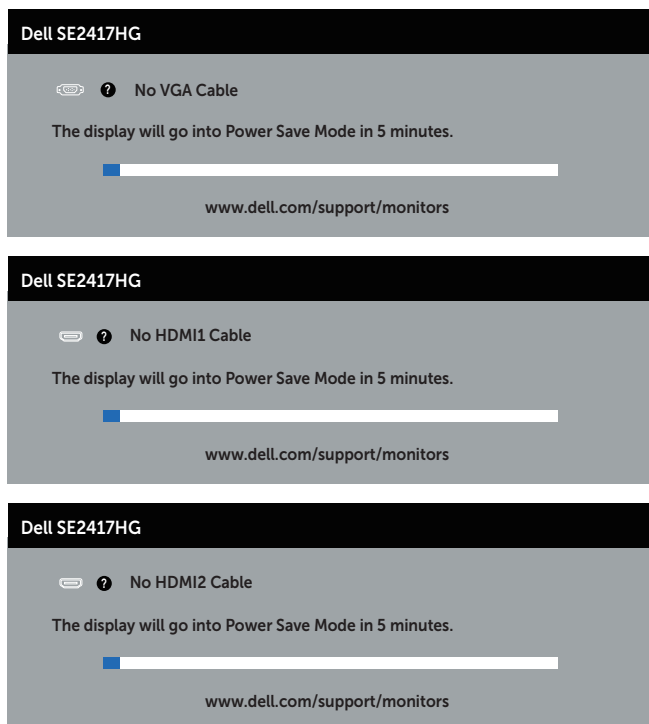 Dell SE2417HG
? No VGA Cable
The display will go into Power Save Mode in 5 minutes.
www.dell.com/support/monitors
Dell SE2417HG
? No HDMI1 Cable
The display will go into Power Save Mode in 5 minutes.
www.dell.com/support/monitors
Dell SE2417HG
? No HDMI2 Cable
The display will go into Power Save Mode in 5 minutes.
www.dell.com/support/monitors